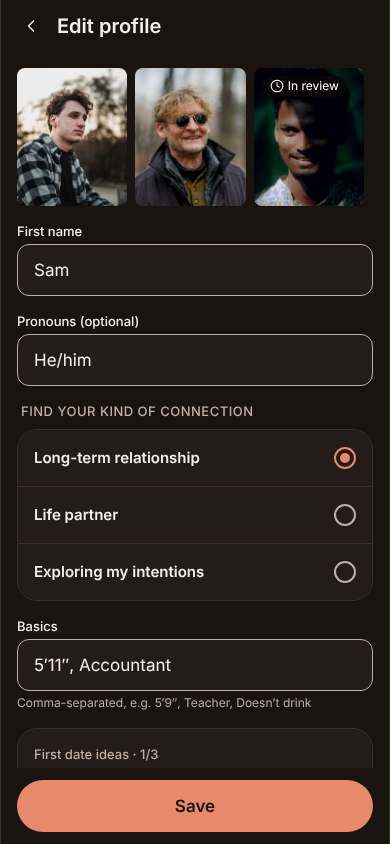 Edit profile
In review
First name
Sam
Pronouns (optional)
He/him
FIND YOUR KIND OF CONNECTION
Long-term relationship
Life partner
Exploring my intentions
Basics
5′11″, Accountant
Comma-separated, e.g. 5′9″, Teacher, Doesn’t drink
First date ideas · 1/3
Save